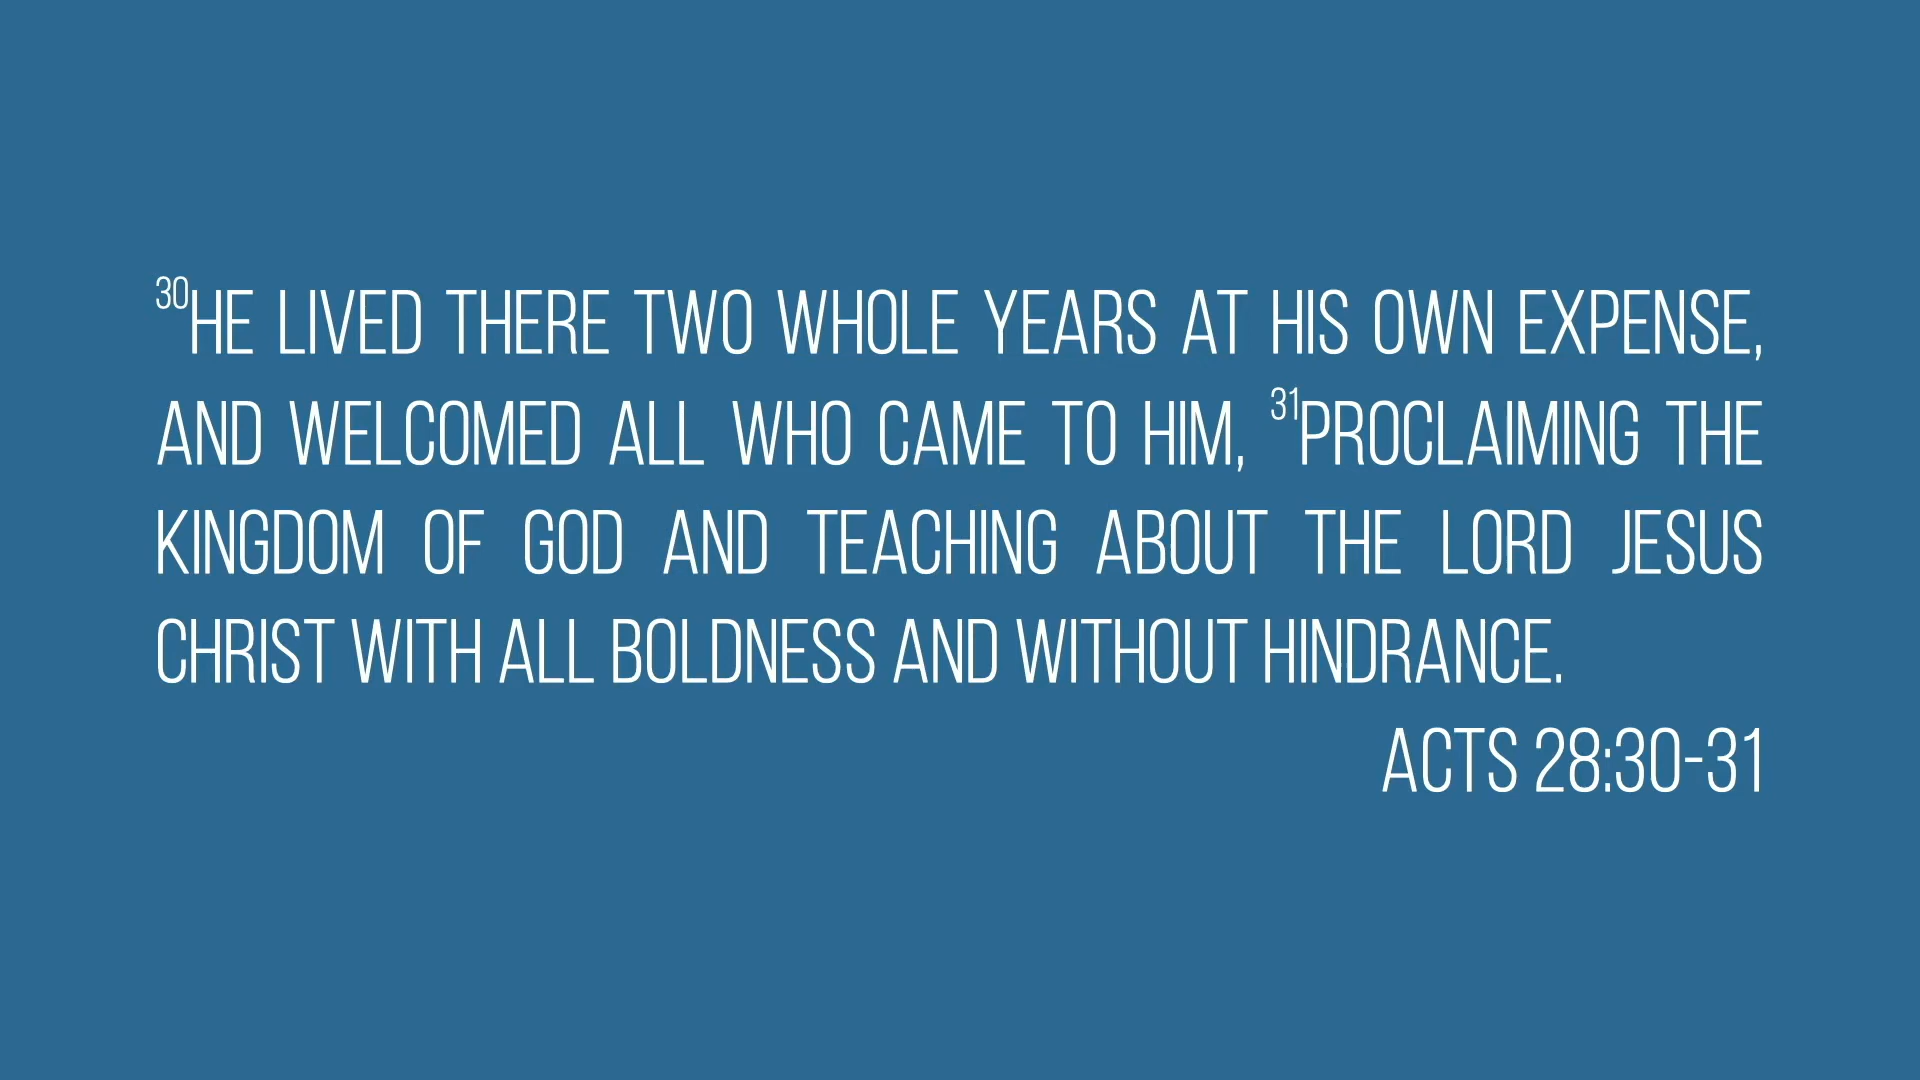 ³⁰HE LIVED THERE TWO WHOLE YEARS AT HIS OWN EXPENSE,
AND WELCOMED ALL WHO CAME TO HIM, ³¹PROCLAIMING THE
KINGDOM OF GOD AND TEACHING ABOUT THE LORD JESUS
CHRIST WITH ALL BOLDNESS AND WITHOUT HINDRANCE.
ACTS 28:30-31